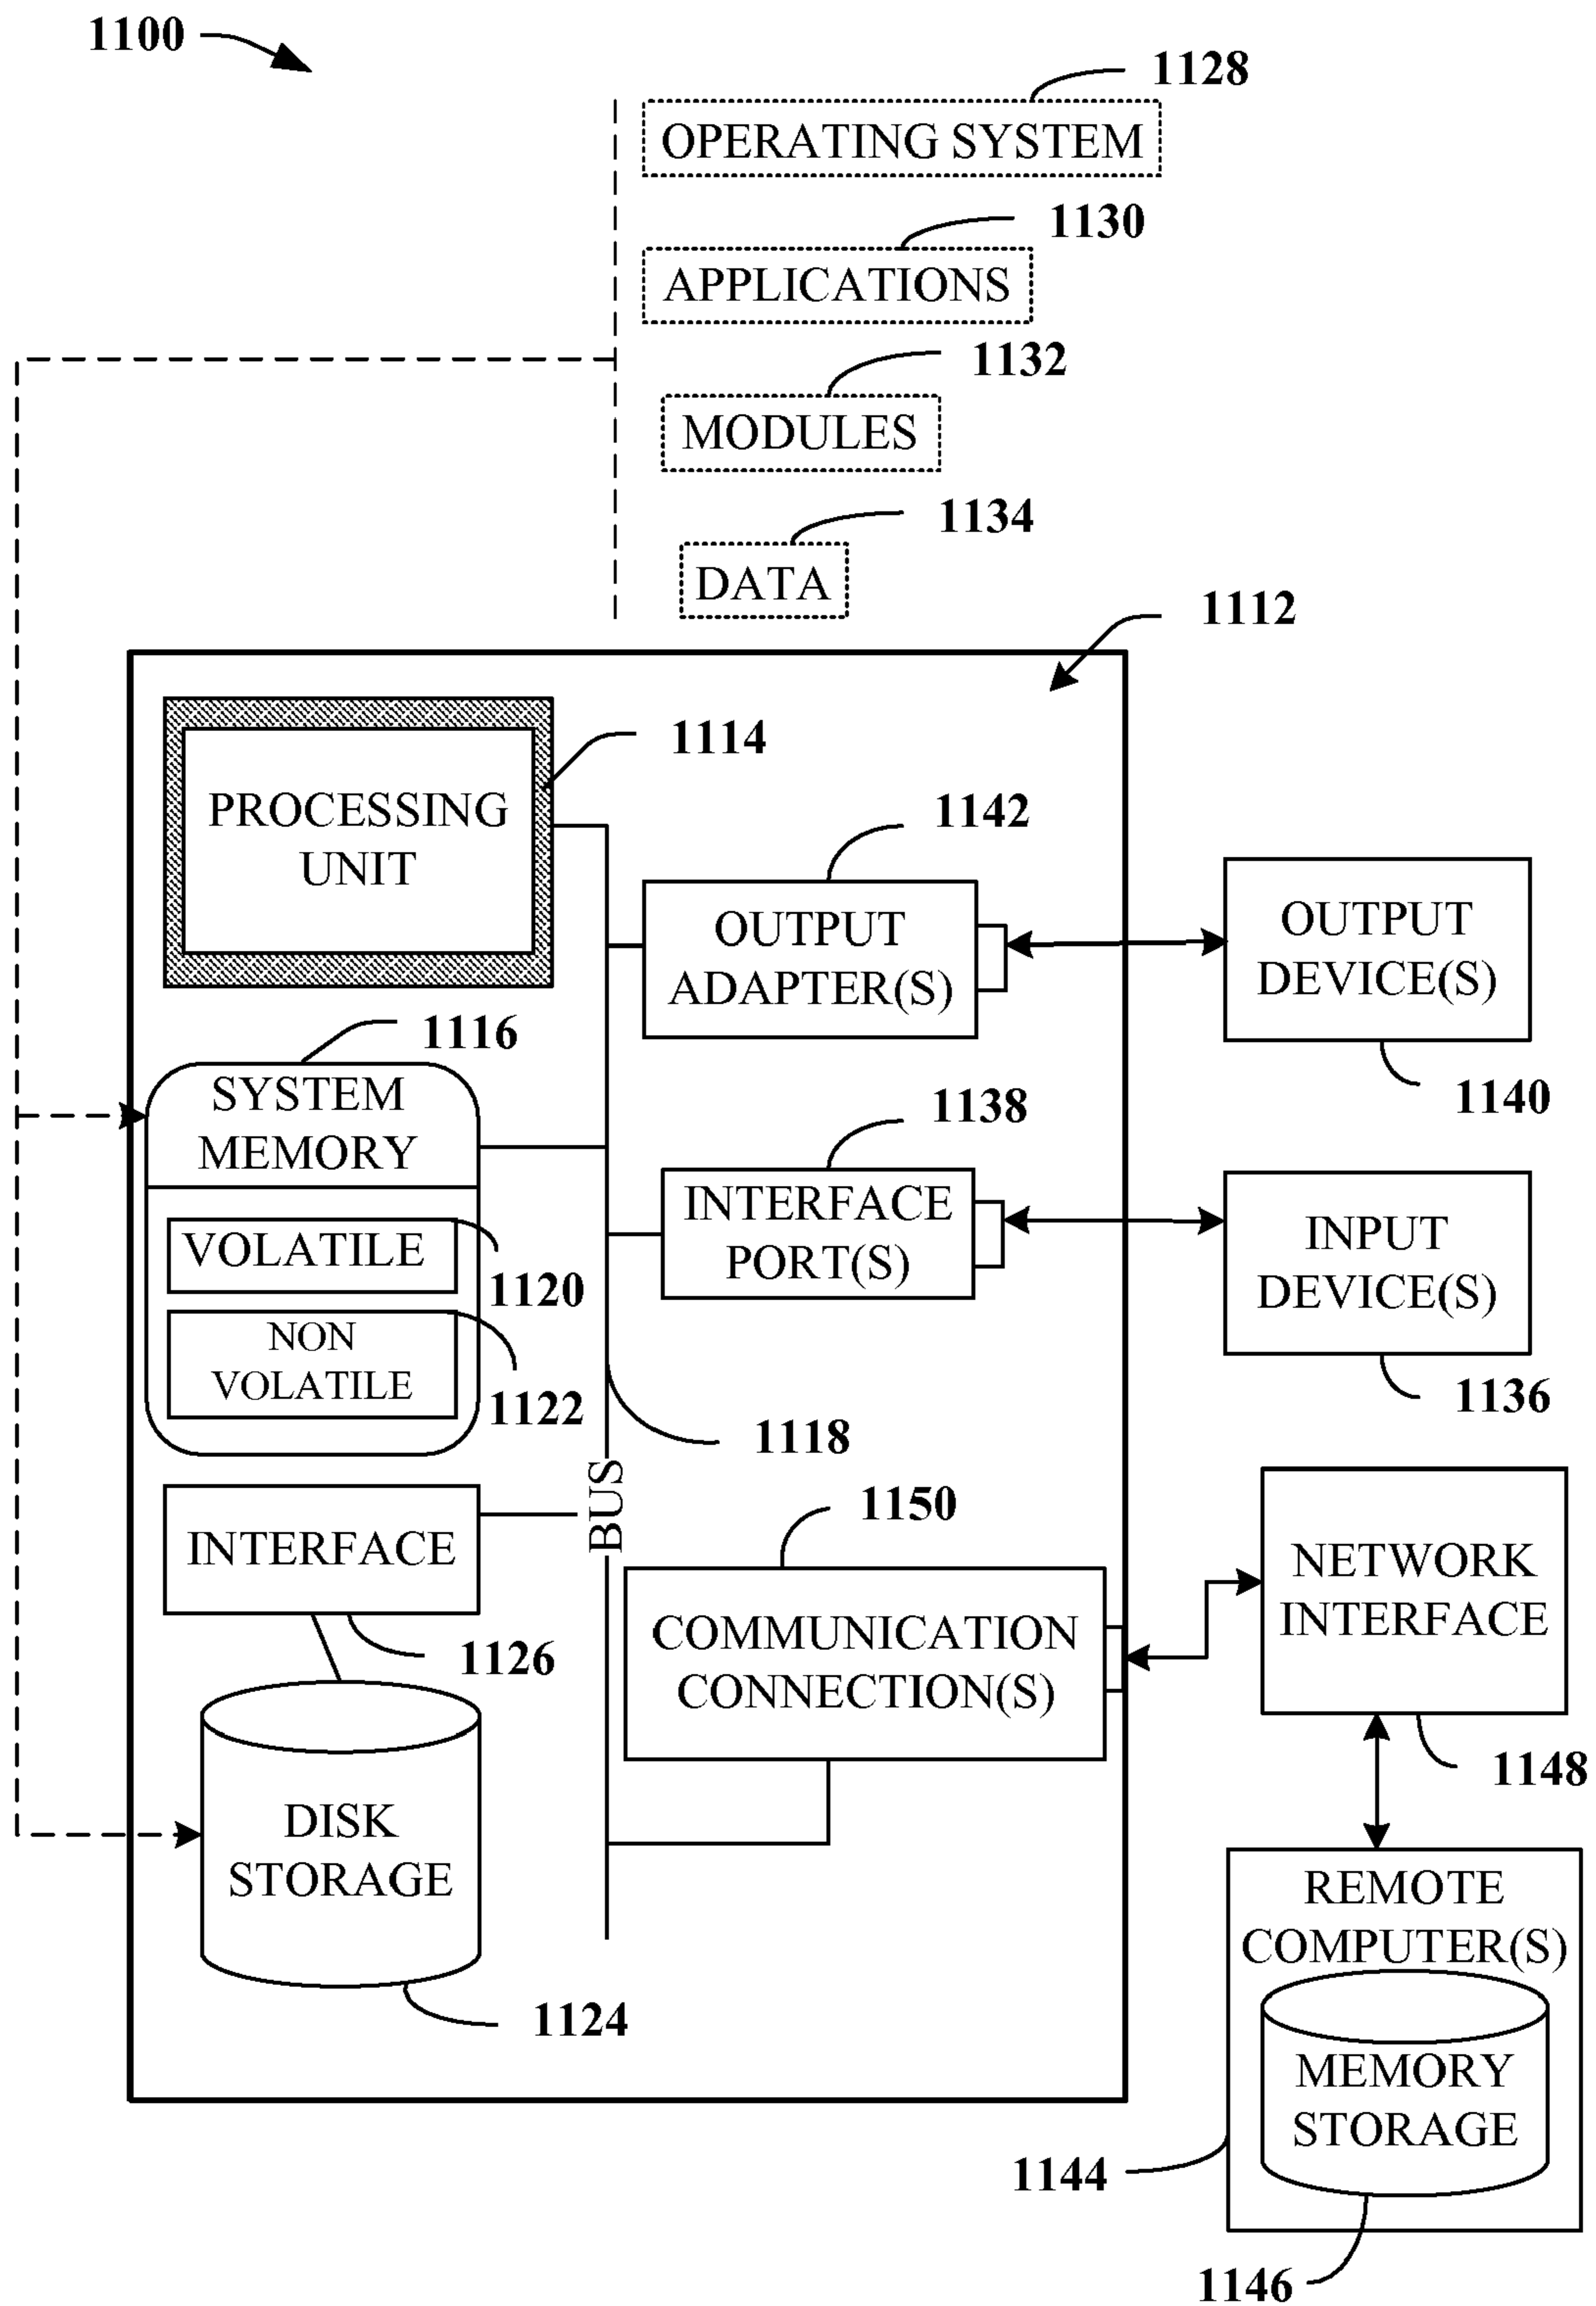 1100
1128
OPERATING SYSTEM
1130
APPLICATIONS
1132
MODULES
1134
DATA
1112
1114
PROCESSING
UNIT
1142
OUTPUT
ADAPTER(S)
OUTPUT
DEVICE(S)
1140
1116
SYSTEM
MEMORY
VOLATILE
1120
NON
VOLATILE
1122
1138
INTERFACE
PORT(S)
INPUT
DEVICE(S)
1136
1118
BUS
INTERFACE
1126
1150
COMMUNICATION
CONNECTION(S)
NETWORK
INTERFACE
1148
DISK
STORAGE
1124
REMOTE
COMPUTER(S)
MEMORY
STORAGE
1144
1146